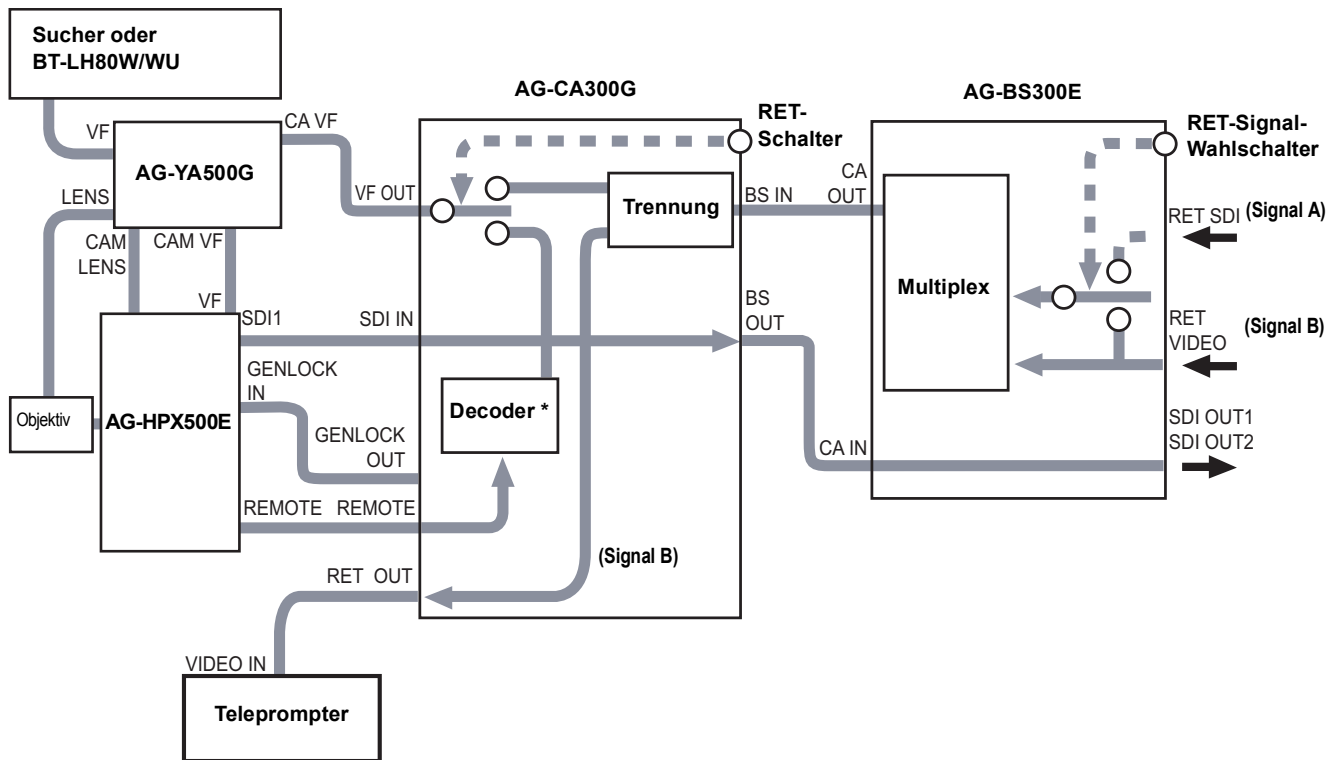 Sucher oder
BT-LH80W/WU
VF
CA VF
AG-YA500G
LENS
CAM
LENS
CAM VF
VF
Objektiv
AG-HPX500E
SDI1
GENLOCK
IN
GENLOCK
OUT
REMOTE
REMOTE
RET OUT
VIDEO IN
Teleprompter
AG-CA300G
RET-
Schalter
VF OUT
Trennung
BS IN
SDI IN
BS
OUT
Decoder *
(Signal B)
AG-BS300E
RET-Signal-
Wahlschalter
CA
OUT
Multiplex
RET SDI
(Signal A)
RET
VIDEO
(Signal B)
CA IN
SDI OUT1
SDI OUT2